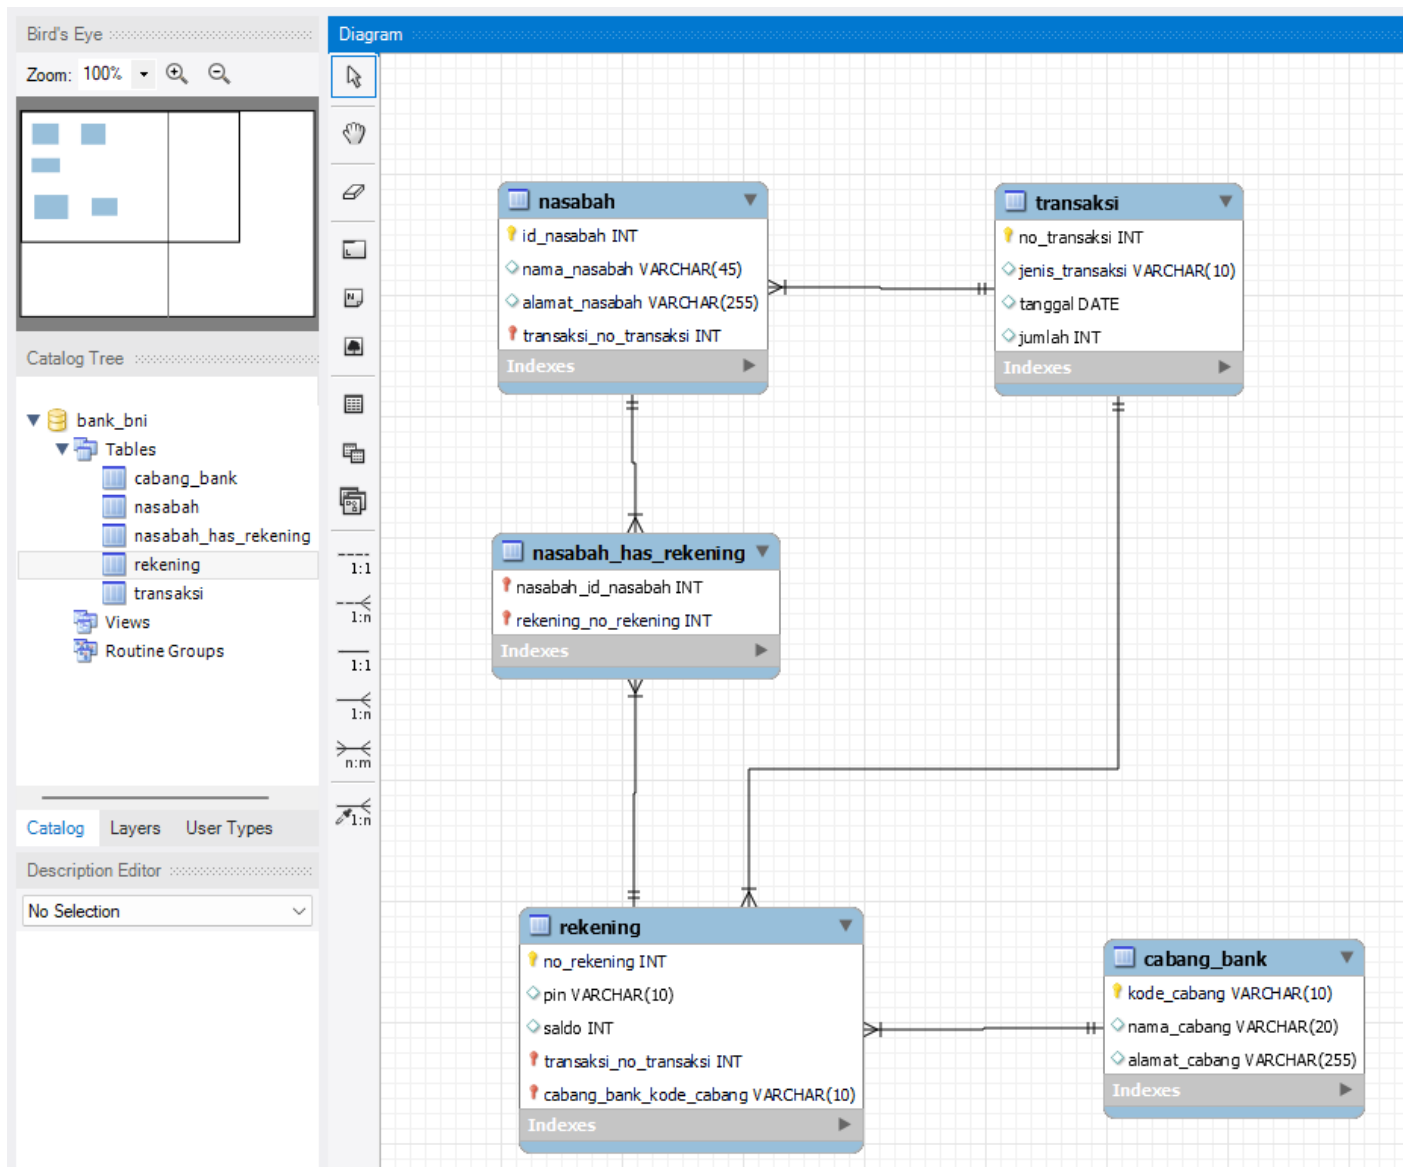 Bird's Eye
Zoom: 100%
Catalog Tree
bank_bni
Tables
cabang_bank
nasabah
nasabah_has_rekening
rekening
transaksi
Views
Routine Groups
Catalog Layers User Types
Description Editor
No Selection
Diagram
1:1
1:n
1:1
1:n
n:m
1:n
nasabah
id_nasabah INT
nama_nasabah VARCHAR(45)
alamat_nasabah VARCHAR(255)
transaksi_no_transaksi INT
Indexes
transaksi
no_transaksi INT
jenis_transaksi VARCHAR(10)
tanggal DATE
jumlah INT
Indexes
nasabah_has_rekening
nasabah_id_nasabah INT
rekening_no_rekening INT
Indexes
rekening
no_rekening INT
pin VARCHAR(10)
saldo INT
transaksi_no_transaksi INT
cabang_bank_kode_cabang VARCHAR(10)
Indexes
cabang_bank
kode_cabang VARCHAR(10)
nama_cabang VARCHAR(20)
alamat_cabang VARCHAR(255)
Indexes